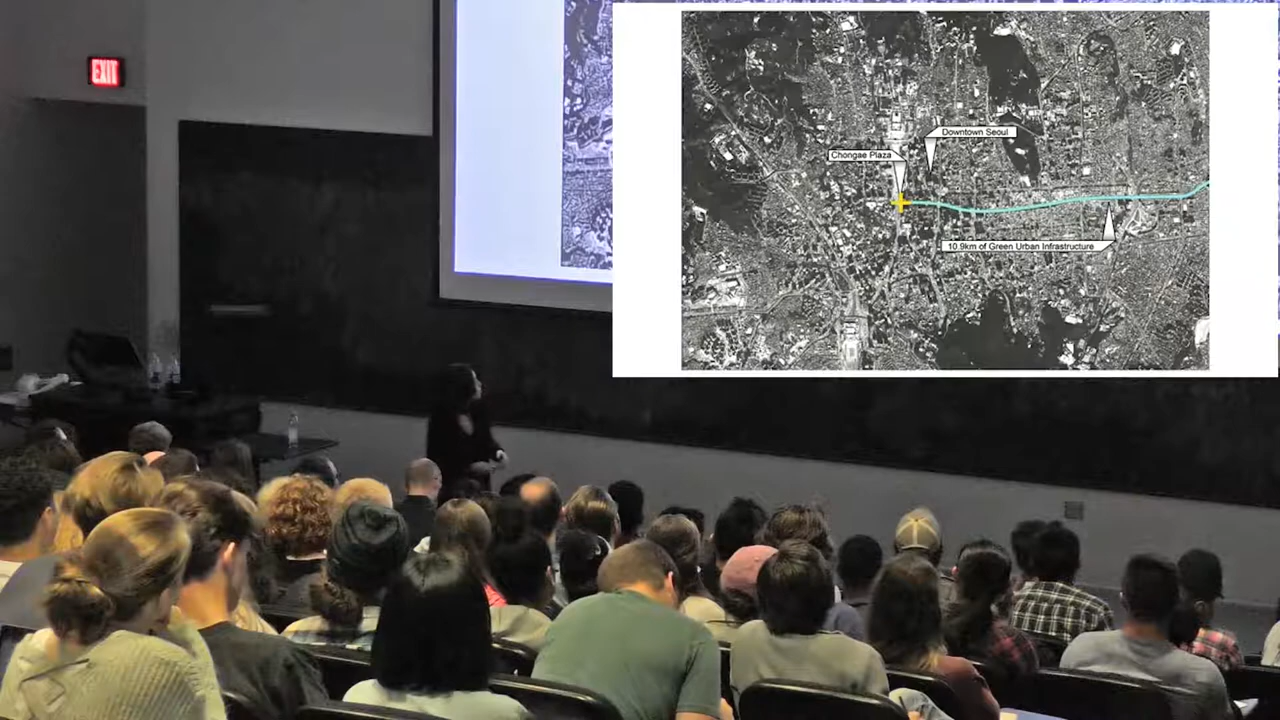 EXIT
Downtown Seoul
Chongae Plaza
10.9km of Green Urban Infrastructure